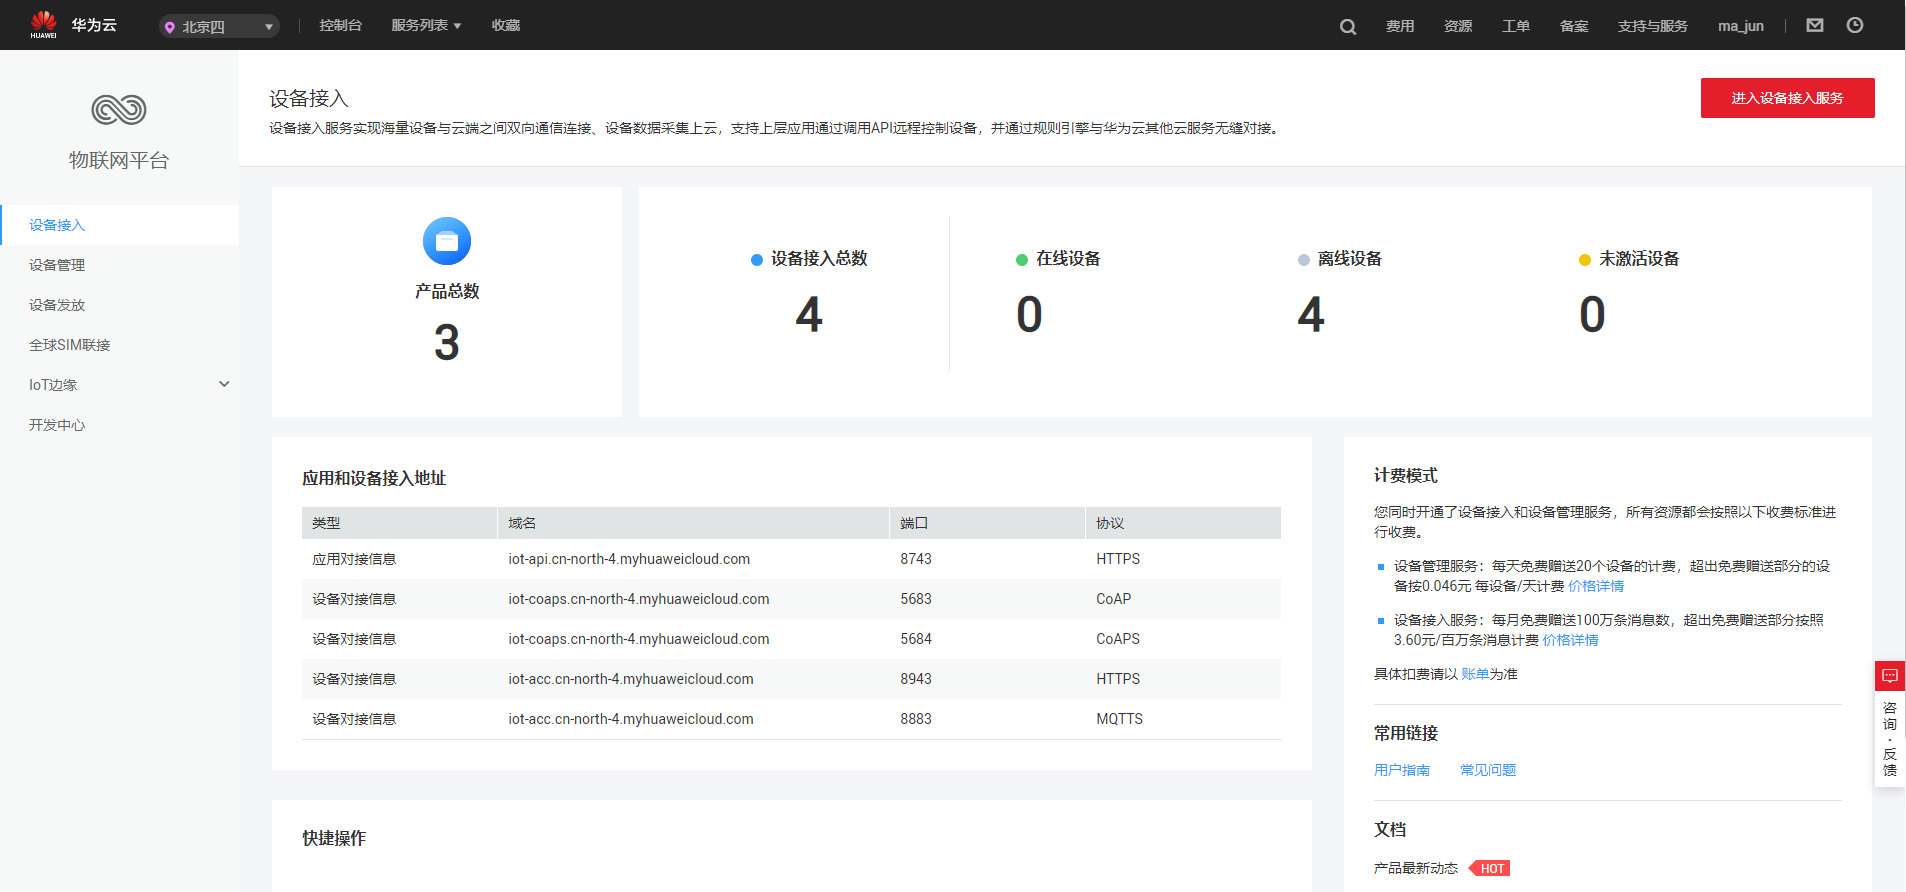 HUAWEI
华为云
北京四
控制台
服务列表
收藏
费用
资源
工单
备案
支持与服务
ma_jun
物联网平台
设备接入
设备管理
设备发放
全球SIM联接
IoT边缘
开发中心
设备接入
设备接入服务实现海量设备与云端之间双向通信连接、设备数据采集上云，支持上层应用通过调用API远程控制设备，并通过规则引擎与华为云其他云服务无缝对接。
进入设备接入服务
产品总数
3
设备接入总数
4
在线设备
0
离线设备
4
未激活设备
0
应用和设备接入地址
类型 域名 端口 协议
应用对接信息 iot-api.cn-north-4.myhuaweicloud.com 8743 HTTPS
设备对接信息 iot-coaps.cn-north-4.myhuaweicloud.com 5683 CoAP
设备对接信息 iot-coaps.cn-north-4.myhuaweicloud.com 5684 CoAPS
设备对接信息 iot-acc.cn-north-4.myhuaweicloud.com 8943 HTTPS
设备对接信息 iot-acc.cn-north-4.myhuaweicloud.com 8883 MQTTS
快捷操作
计费模式
您同时开通了设备接入和设备管理服务，所有资源都会按照以下收费标准进
行收费。
设备管理服务：每天免费赠送20个设备的计费，超出免费赠送部分的设
备按0.046元 每设备/天计费 价格详情
设备接入服务：每月免费赠送100万条消息数，超出免费赠送部分按照
3.60元/百万条消息计费 价格详情
具体扣费请以 账单为准
常用链接
用户指南 常见问题
文档
产品最新动态 HOT
咨
询
·
反
馈